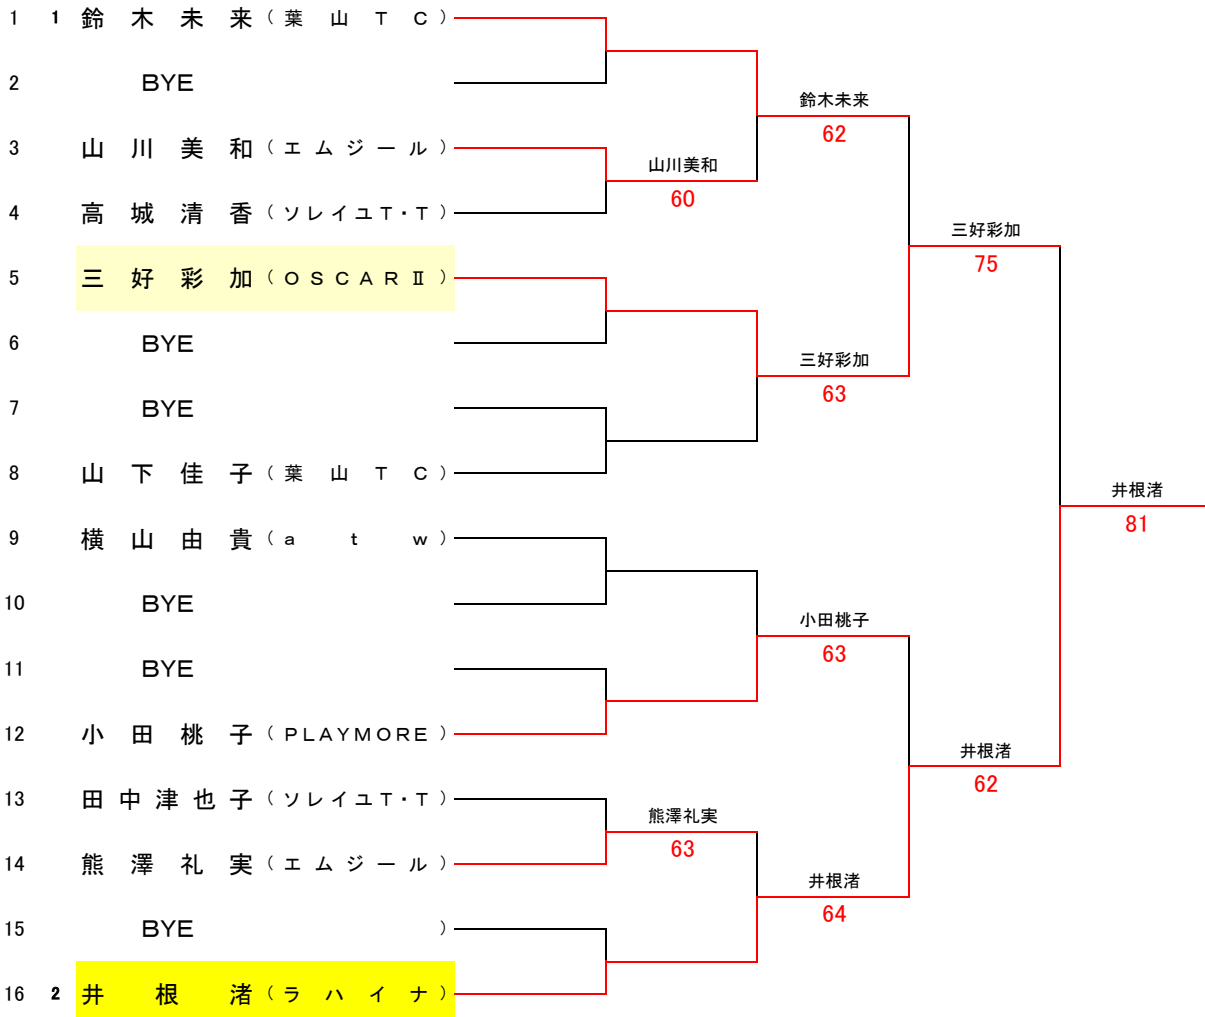 1 1 鈴木未来(葉山TC)
2 BYE
鈴木未来
62
3 山川美和(エムジール)
山川美和
60
4 高城清香(ソレイユT・T)
三好彩加
75
5 三好彩加(OSCARⅡ)
6 BYE
三好彩加
63
7 BYE
8 山下佳子(葉山TC)
井根渚
81
9 横山由貴(atw)
10 BYE
小田桃子
63
11 BYE
12 小田桃子(PLAYMORE)
井根渚
62
13 田中津也子(ソレイユT・T)
熊澤礼実
63
14 熊澤礼実(エムジール)
井根渚
64
15 BYE )
16 2 井根渚(ラハイナ)